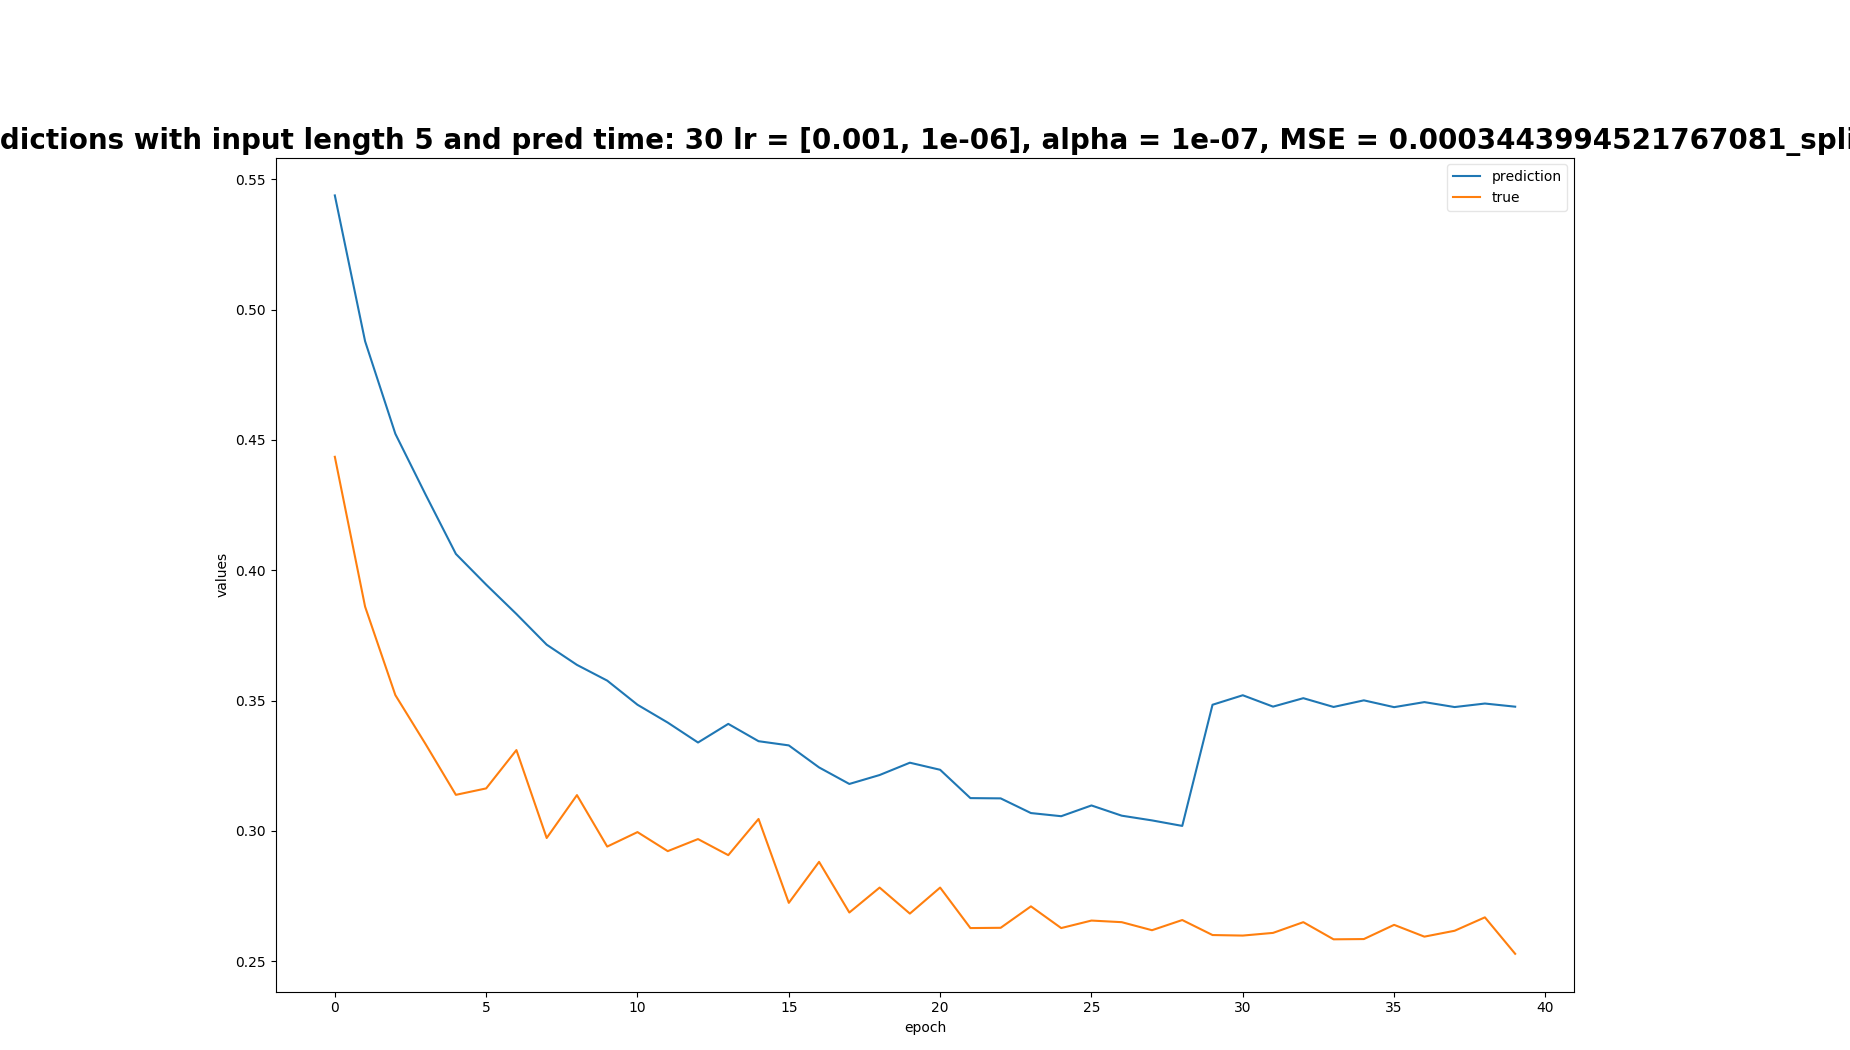 dictions with input length 5 and pred time: 30 lr = [0.001, 1e-06], alpha = 1e-07, MSE = 0.0003443994521767081_spli
prediction
true
0.55
0.50
0.45
0.40
0.35
0.30
0.25
values
0 5 10 15 20 25 30 35 40
epoch